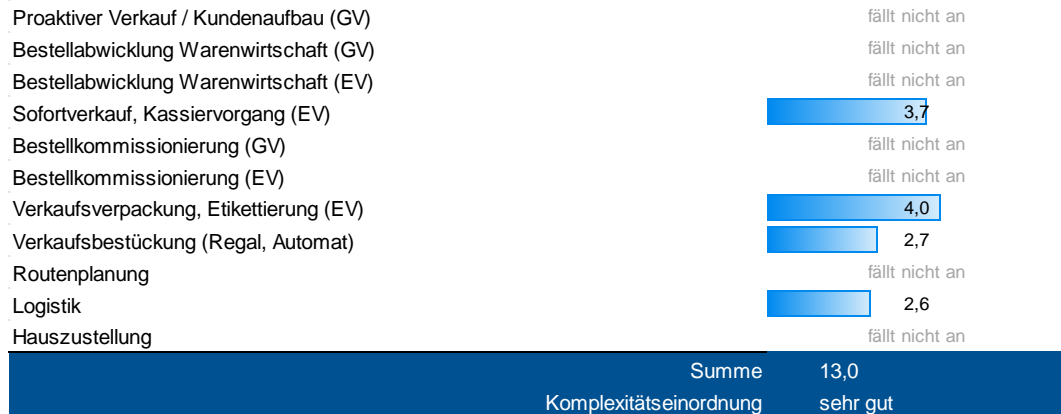 Proaktiver Verkauf / Kundenaufbau (GV) fällt nicht an
Bestellabwicklung Warenwirtschaft (GV) fällt nicht an
Bestellabwicklung Warenwirtschaft (EV) fällt nicht an
Sofortverkauf, Kassiervorgang (EV) 3,7
Bestellkommissionierung (GV) fällt nicht an
Bestellkommissionierung (EV) fällt nicht an
Verkaufsverpackung, Etikettierung (EV) 4,0
Verkaufsbestückung (Regal, Automat) 2,7
Routenplanung fällt nicht an
Logistik 2,6
Hauszustellung fällt nicht an
Summe 13,0
Komplexitätseinordnung sehr gut